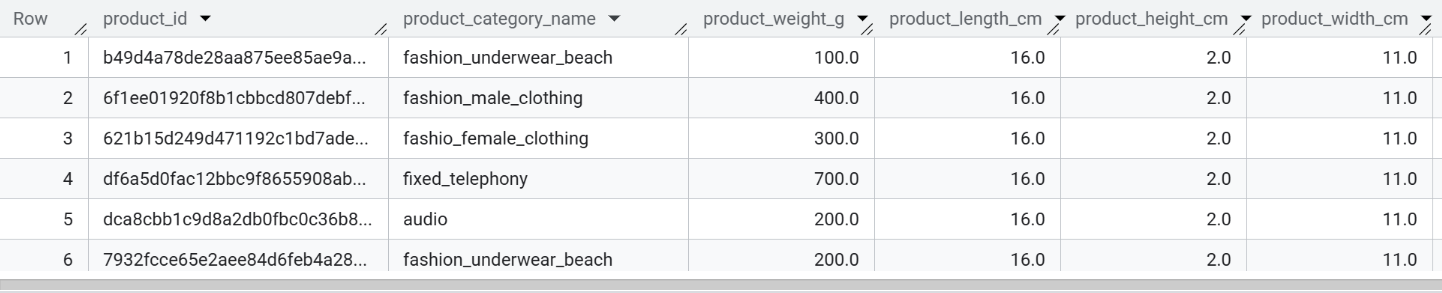 Row product_id product_category_name product_weight_g product_length_cm product_height_cm product_width_cm
1 b49d4a78de28aa875ee85ae9a... fashion_underwear_beach 100.0 16.0 2.0 11.0
2 6f1ee01920f8b1cbbcd807debf... fashion_male_clothing 400.0 16.0 2.0 11.0
3 621b15d249d471192c1bd7ade... fashio_female_clothing 300.0 16.0 2.0 11.0
4 df6a5d0fac12bbc9f8655908ab... fixed_telephony 700.0 16.0 2.0 11.0
5 dca8cbb1c9d8a2db0fbc0c36b8... audio 200.0 16.0 2.0 11.0
6 7932fcce65e2aee84d6feb4a28... fashion_underwear_beach 200.0 16.0 2.0 11.0